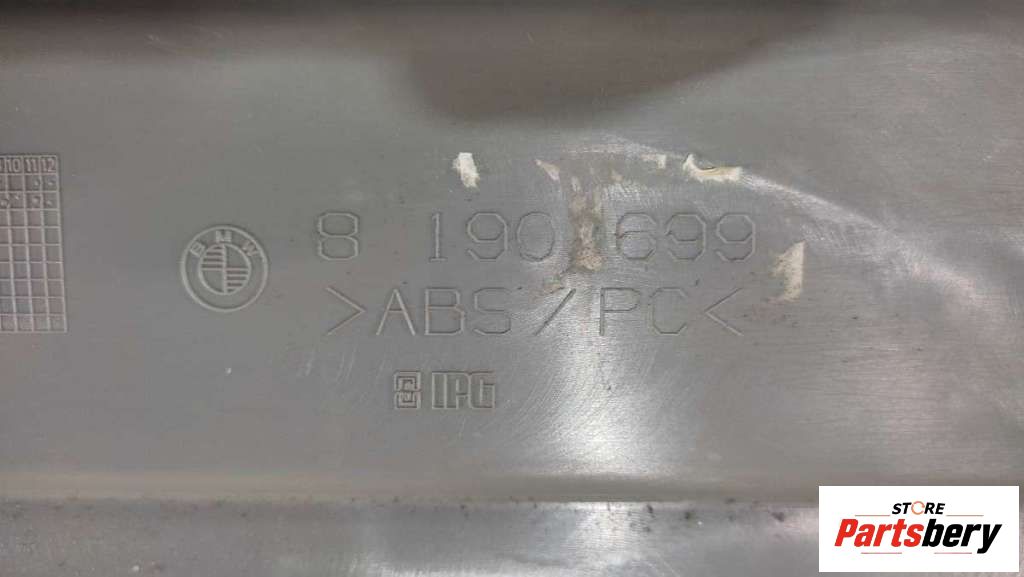 10 11 12
BMW
8 190 699
>ABS/PC<
IPG
STORE
Partsbery